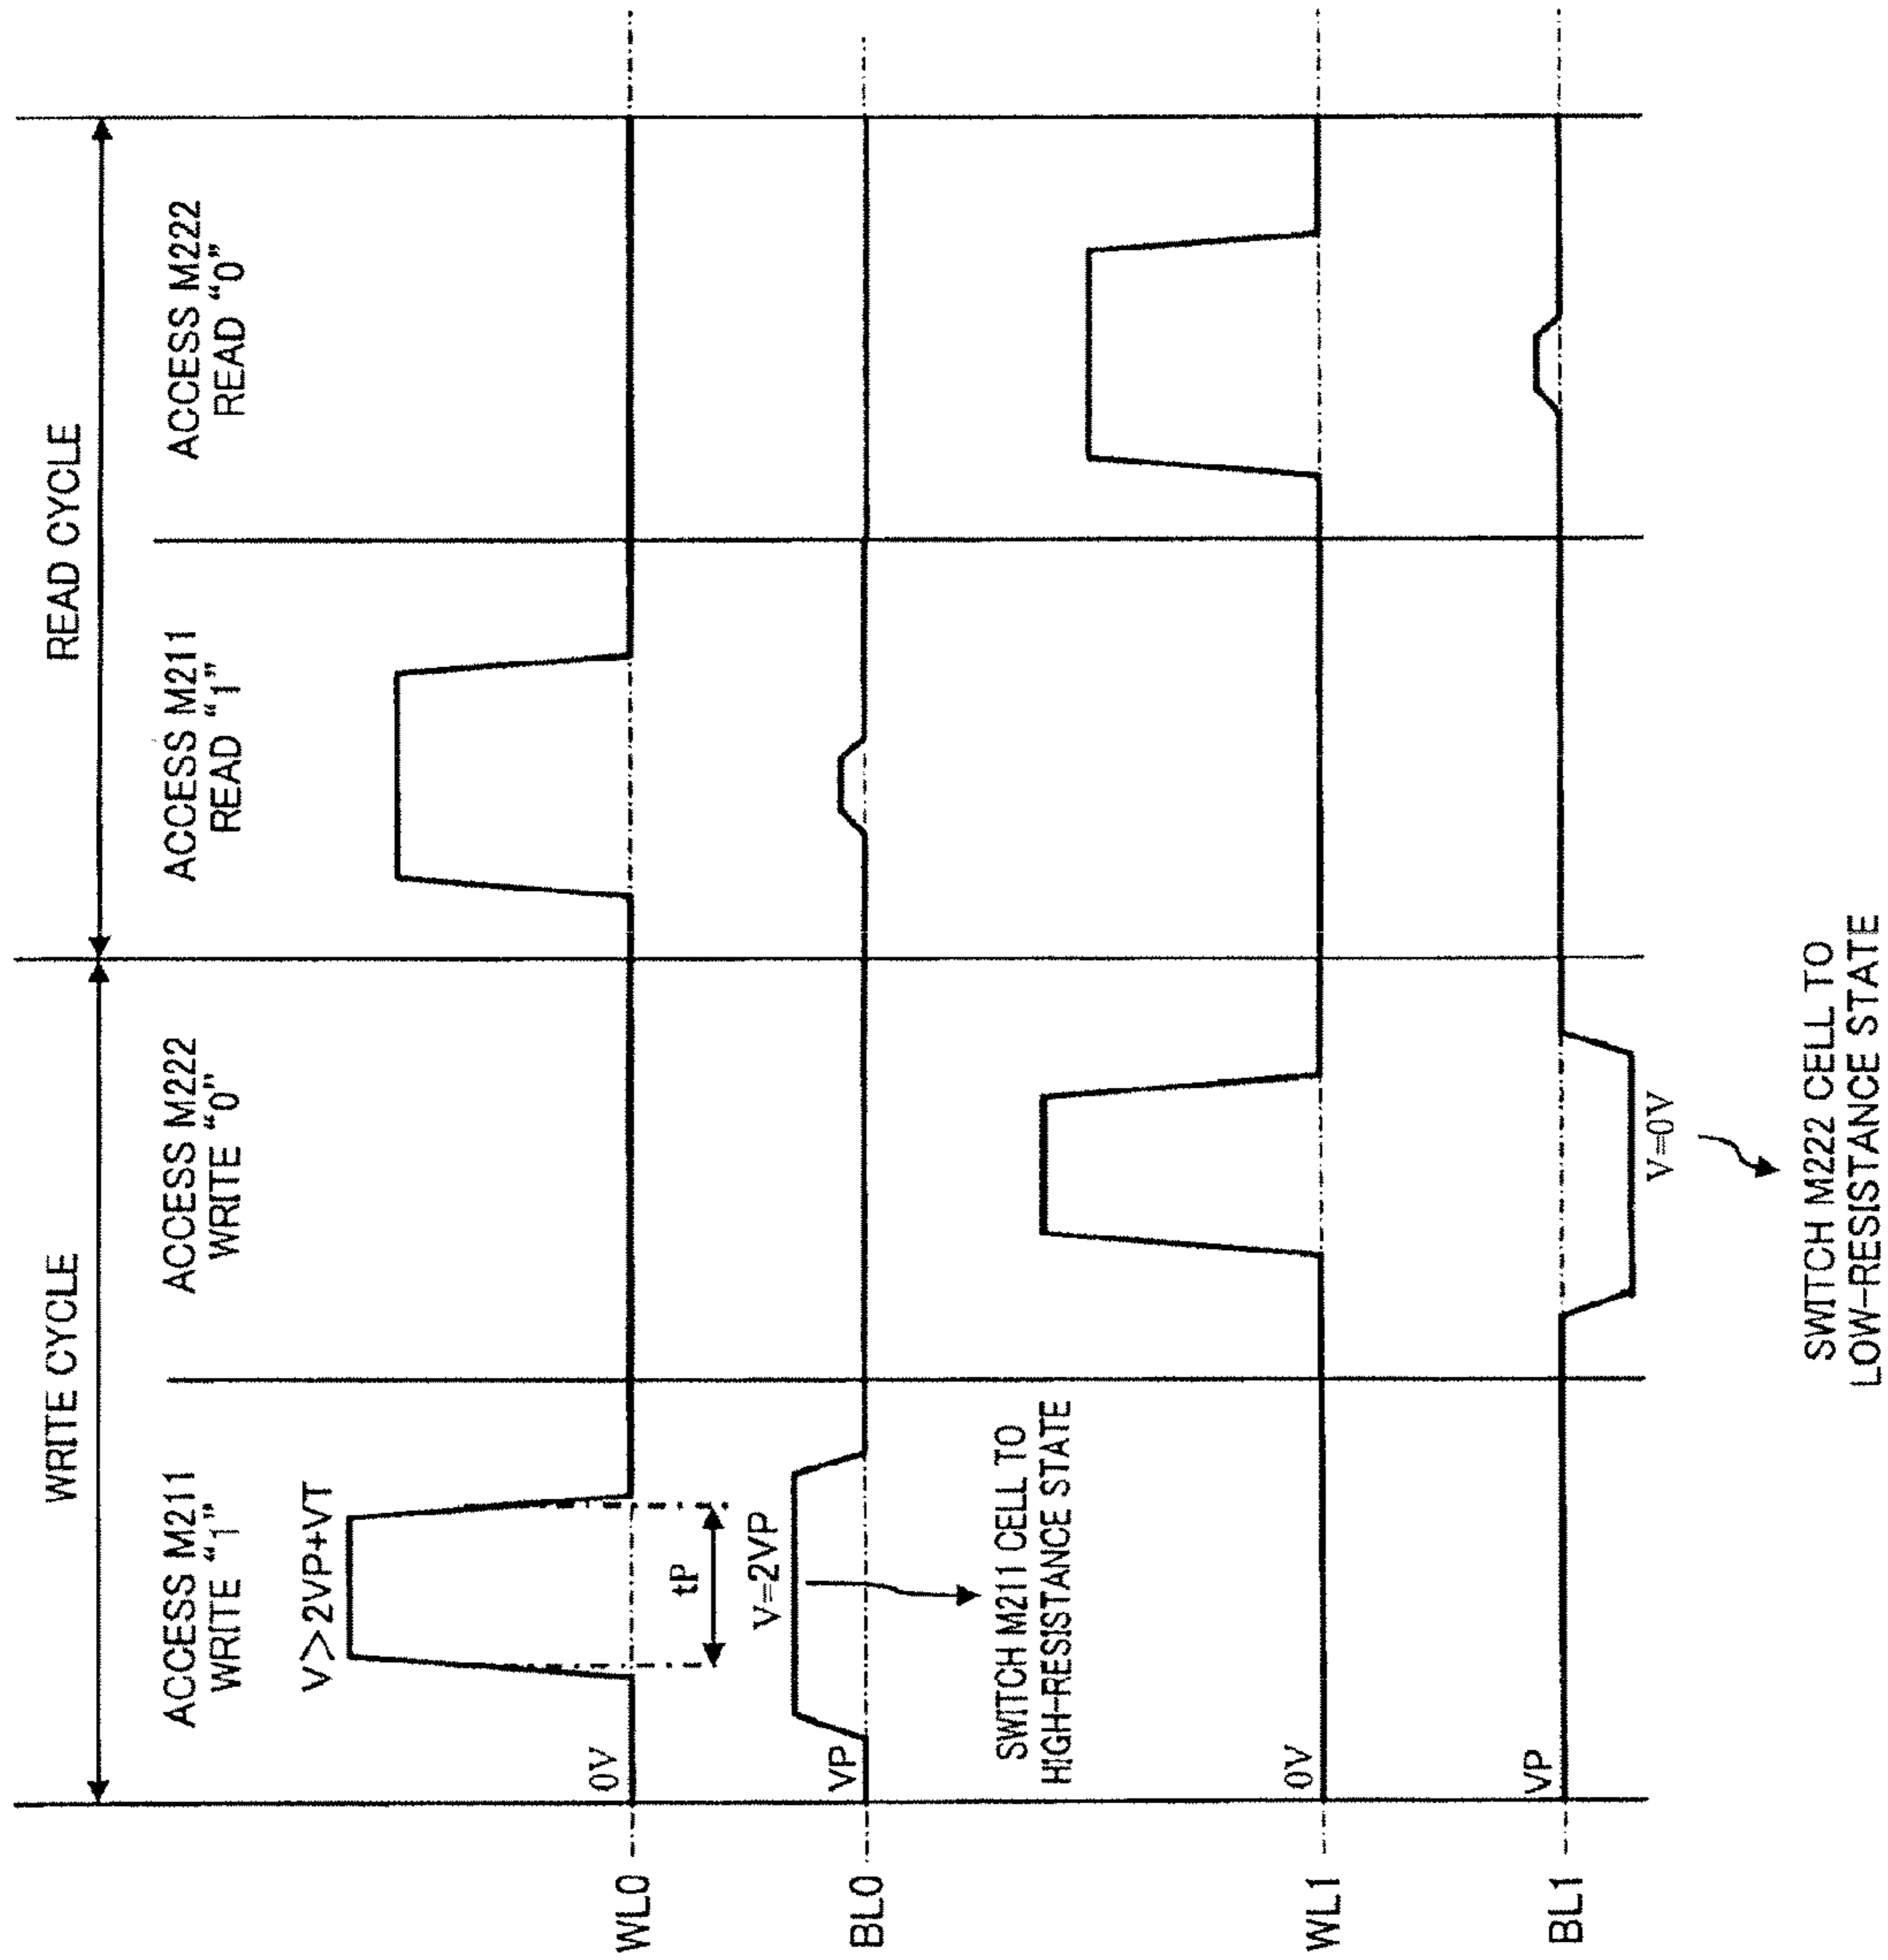 WRITE CYCLE
READ CYCLE
ACCESS M211
WRITE “1”
ACCESS M222
WRITE “0”
ACCESS M211
READ “1”
ACCESS M222
READ “0”
V>2VP+VT
WL0
0V
tP
V=2VP
BL0
VP
SWITCH M211 CELL TO
HIGH-RESISTANCE STATE
WL1
0V
BL1
VP
V=0V
SWITCH M222 CELL TO
LOW-RESISTANCE STATE